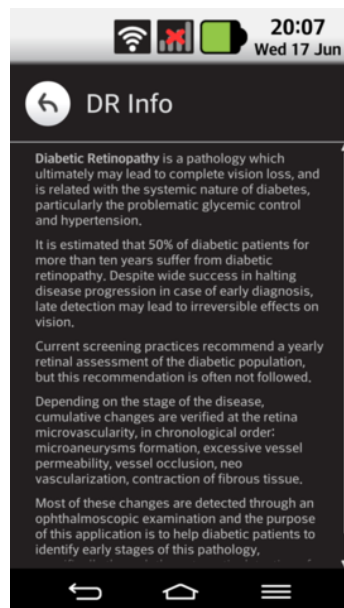 20:07
Wed 17 Jun
DR Info
Diabetic Retinopathy is a pathology which
ultimately may lead to complete vision loss, and
is related with the systemic nature of diabetes,
particularly the problematic glycemic control
and hypertension.
It is estimated that 50% of diabetic patients for
more than ten years suffer from diabetic
retinopathy. Despite wide success in halting
disease progression in case of early diagnosis,
late detection may lead to irreversible effects on
vision.
Current screening practices recommend a yearly
retinal assessment of the diabetic population,
but this recommendation is often not followed.
Depending on the stage of the disease,
cumulative changes are verified at the retina
microvascularity, in chronological order:
microaneurysms formation, excessive vessel
permeability, vessel occlusion, neo
vascularization, contraction of fibrous tissue.
Most of these changes are detected through an
ophthalmoscopic examination and the purpose
of this application is to help diabetic patients to
identify early stages of this pathology,